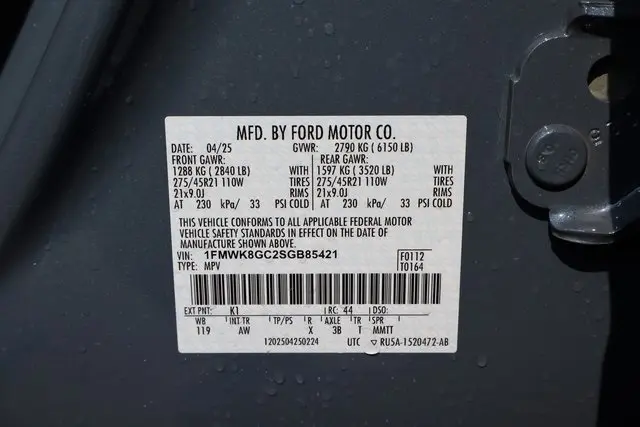 MFD. BY FORD MOTOR CO.
DATE: 04/25 GVWR: 2790 KG ( 6150 LB)
FRONT GAWR: REAR GAWR:
1288 KG ( 2840 LB) 1597 KG ( 3520 LB)
275/45R21 110W TIRES 275/45R21 110W TIRES
21x9.0J RIMS 21x9.0J RIMS
AT 230 kPa/ 33 PSI COLD AT 230 kPa/ 33 PSI COLD
THIS VEHICLE CONFORMS TO ALL APPLICABLE FEDERAL MOTOR
VEHICLE SAFETY STANDARDS IN EFFECT ON THE DATE OF
MANUFACTURE SHOWN ABOVE.
VIN: 1FMWK8GC2SGB85421 F0112
TYPE: MPV T0164
EXT PNT: K1 RC: 44 DSO:
WB INT TR TP/PS R AXLE TR SPR
119 AW X 3B T MMTT
1202504250224 UTC ▽ RU5A-1520472-AB